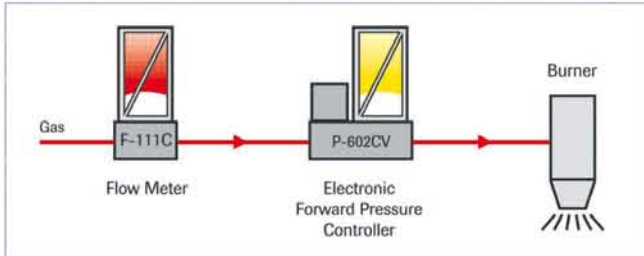 Gas
F-111C
Flow Meter
P-602CV
Electronic
Forward Pressure
Controller
Burner